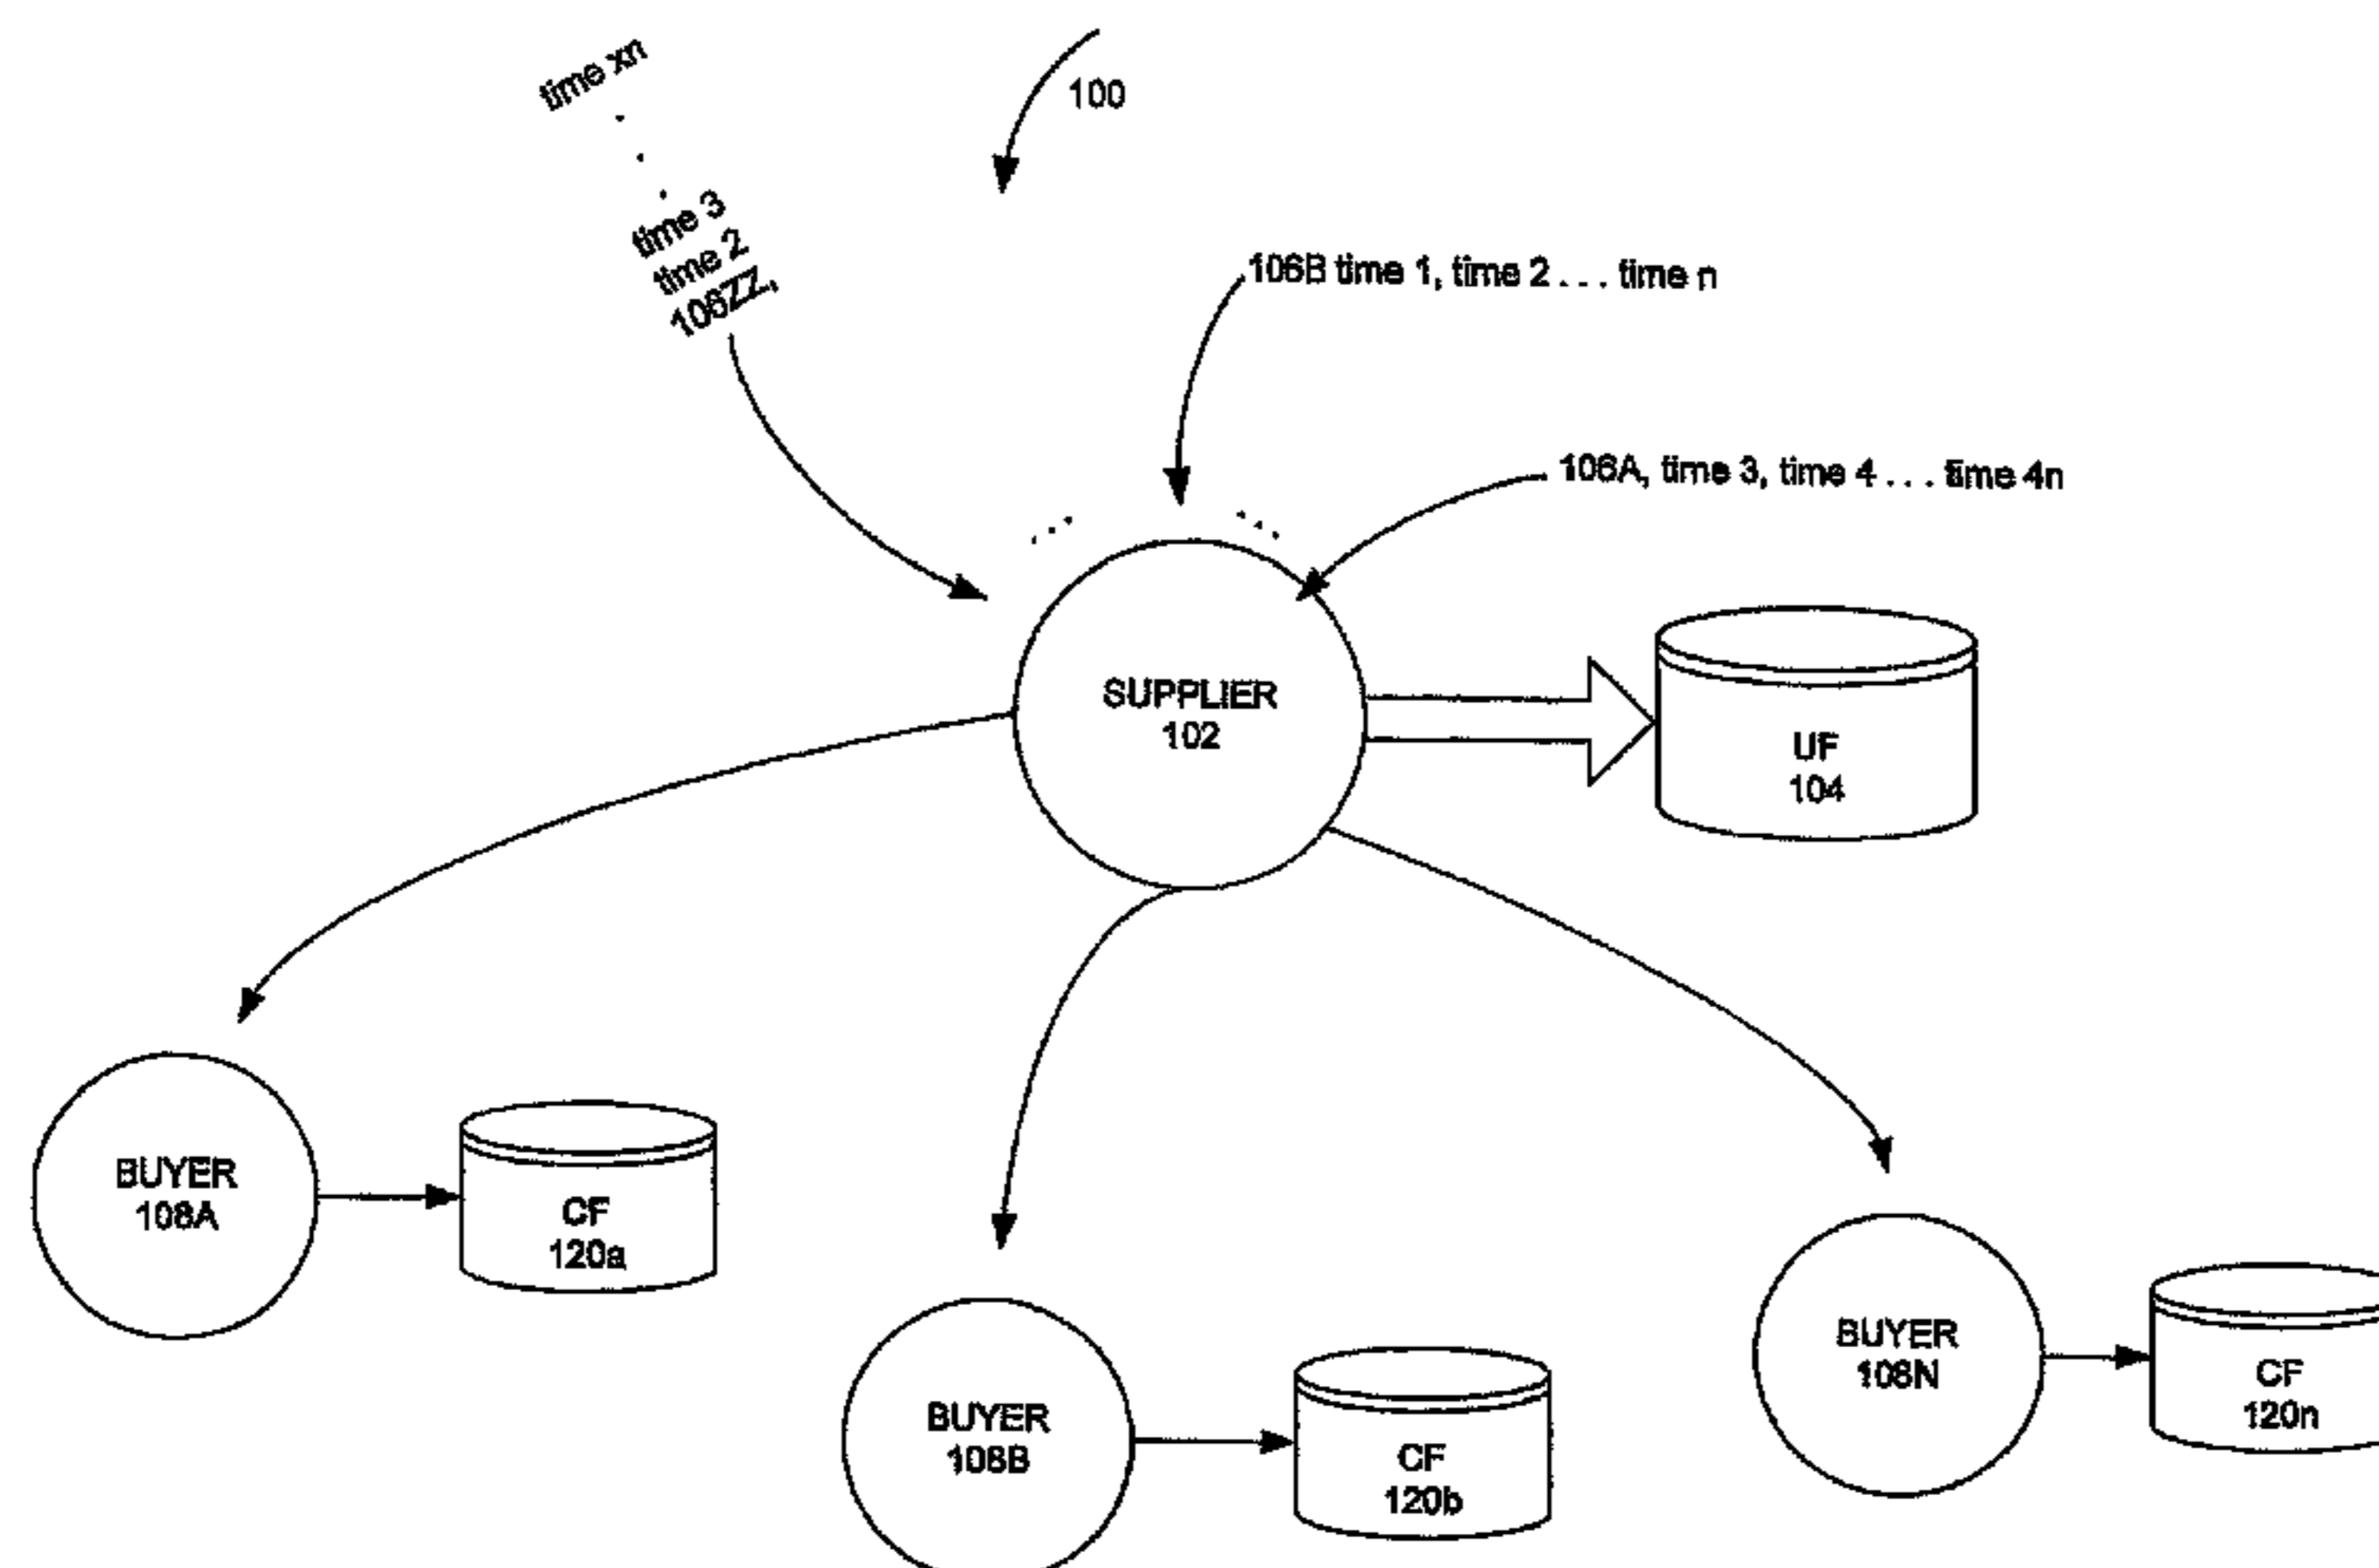 time xn
100
time 3
time 2
106ZZ,
106B time 1, time 2 . . . time n
106A, time 3, time 4 . . . time 4n
SUPPLIER
102
UF
104
BUYER
108A
CF
120a
BUYER
108B
CF
120b
BUYER
108N
CF
120n